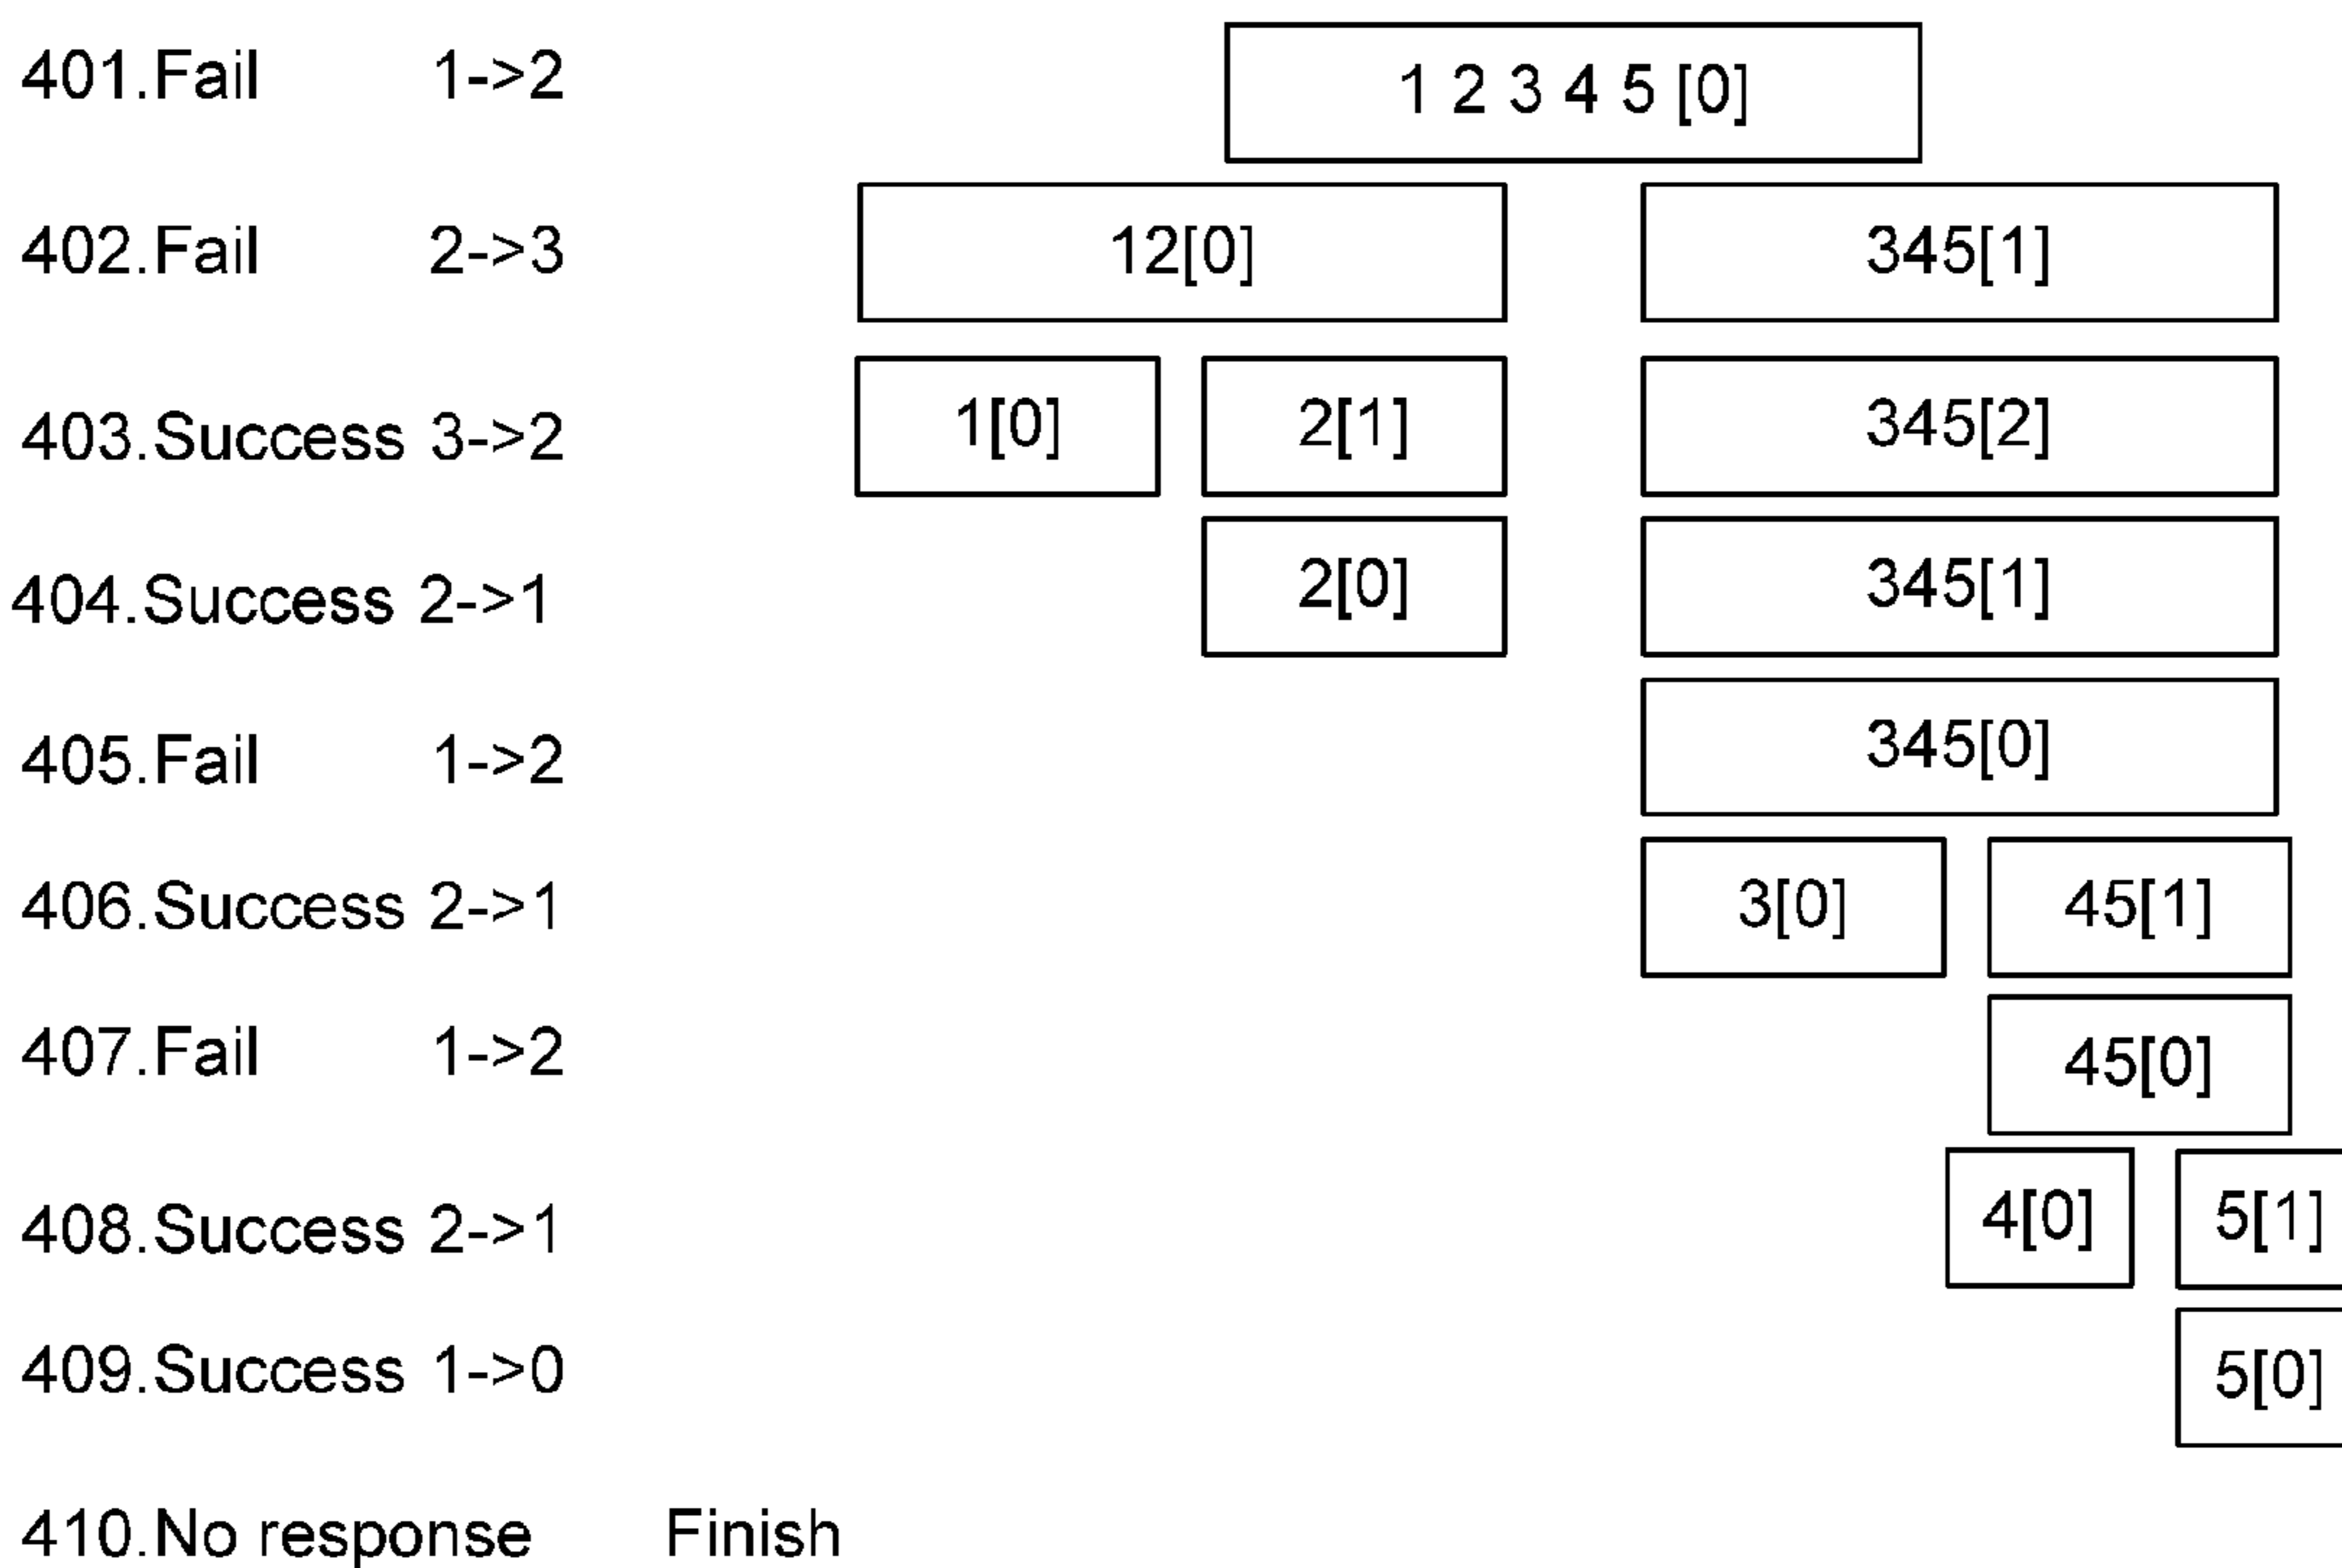 401.Fail 1->2 1 2 3 4 5 [0]
402.Fail 2->3 12[0] 345[1]
403.Success 3->2 1[0] 2[1] 345[2]
404.Success 2->1 2[0] 345[1]
405.Fail 1->2 345[0]
406.Success 2->1 3[0] 45[1]
407.Fail 1->2 45[0]
408.Success 2->1 4[0] 5[1]
409.Success 1->0 5[0]
410.No response Finish